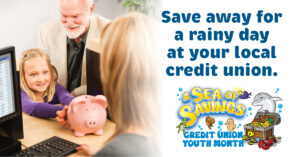 Save away for
a rainy day
at your local
credit union.
A SEA OF
SAVINGS
CREDIT UNION
YOUTH MONTH